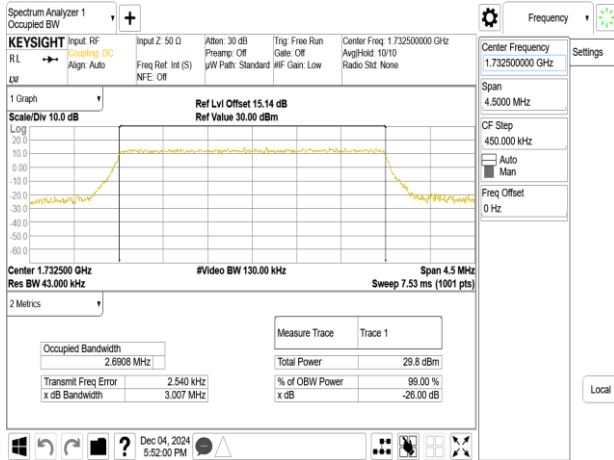 Spectrum Analyzer 1
Occupied BW
+
Frequency
KEYSIGHT
RL
LXI
Input: RF
Coupling: DC
Align: Auto
Input Z: 50 Ω
Freq Ref: Int (S)
NFE: Off
Atten: 30 dB
Preamp: Off
µW Path: Standard
Trig: Free Run
Gate: Off
#IF Gain: Low
Center Freq: 1.732500000 GHz
Avg|Hold: 10/10
Radio Std: None
Center Frequency
1.732500000 GHz
Settings
Span
4.5000 MHz
CF Step
450.000 kHz
Auto
Man
Freq Offset
0 Hz
Local
1 Graph
Scale/Div 10.0 dB
Ref Lvl Offset 15.14 dB
Ref Value 30.00 dBm
Log
20.0
10.0
0.00
-10.0
-20.0
-30.0
-40.0
-50.0
-60.0
Center 1.732500 GHz
#Video BW 130.00 kHz
Span 4.5 MHz
Res BW 43.000 kHz
Sweep 7.53 ms (1001 pts)
2 Metrics
Measure Trace Trace 1
Occupied Bandwidth
2.6908 MHz
Total Power 29.8 dBm
Transmit Freq Error 2.540 kHz
% of OBW Power 99.00 %
x dB Bandwidth 3.007 MHz
x dB -26.00 dB
?
Dec 04, 2024
5:52:00 PM